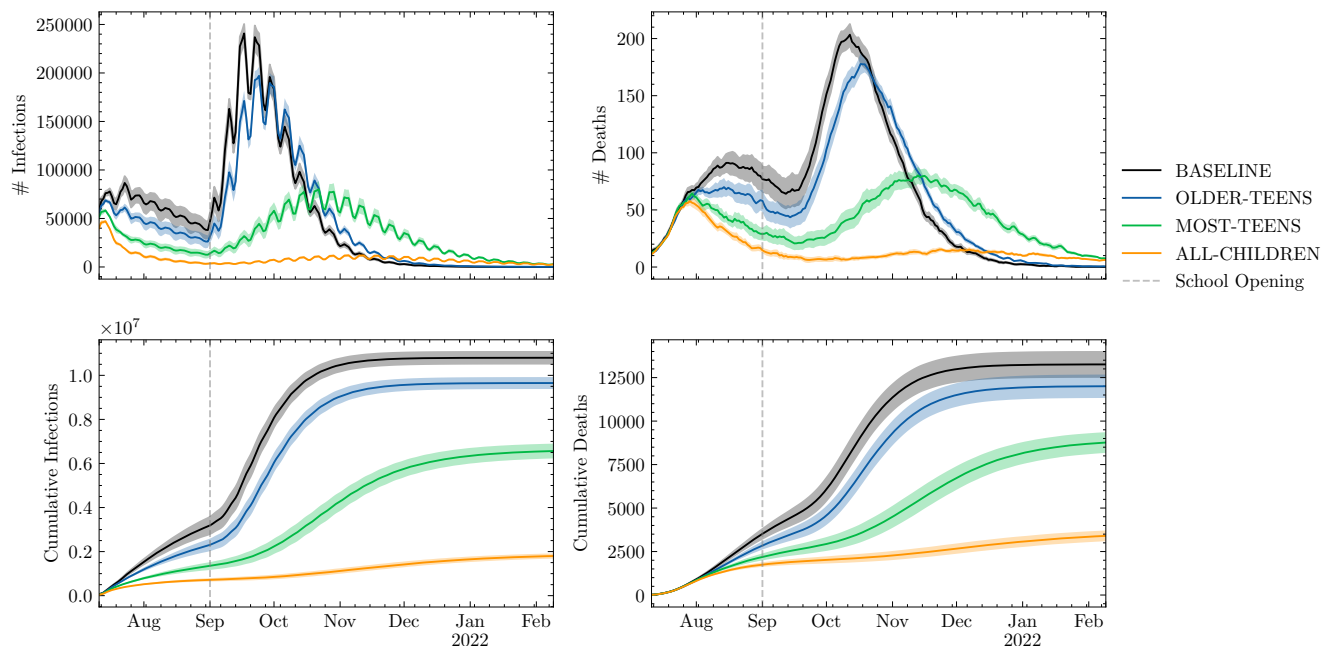 # Infections
250000
200000
150000
100000
50000
0
# Deaths
200
150
100
50
0
BASELINE
OLDER-TEENS
MOST-TEENS
ALL-CHILDREN
School Opening
×10⁷
Cumulative Infections
1.0
0.8
0.6
0.4
0.2
0.0
Aug Sep Oct Nov Dec Jan Feb
2022
Cumulative Deaths
12500
10000
7500
5000
2500
0
Aug Sep Oct Nov Dec Jan Feb
2022